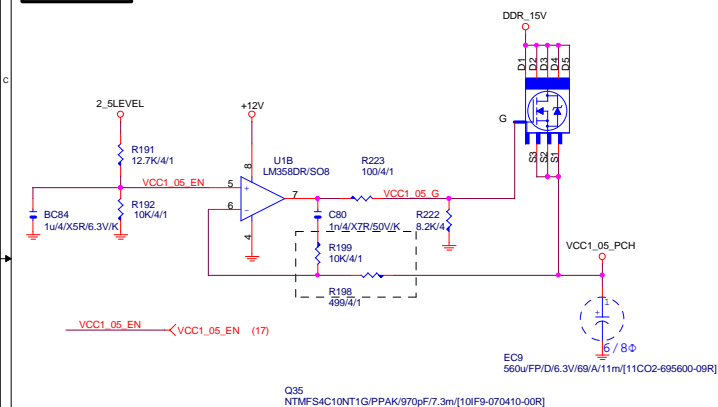 DDR_15V
D1
D2
D3
D4
D5
C
G
2_5LEVEL
+12V
R191
12.7K/4/1
U1B
LM358DR/SO8
R223
100/4/1
8
S3
S2
S1
VCC1_05_EN
5
+
7
VCC1_05_G
6
-
R192
10K/4/1
BC84
1u/4/X5R/6.3V/K
4
C80
1n/4/X7R/50V/K
R222
8.2K/4
R199
10K/4/1
VCC1_05_PCH
R198
499/4/1
1
+
VCC1_05_EN
VCC1_05_EN (17)
6/8Φ
EC9
560u/FP/D/6.3V/69/A/11m/[11CO2-695600-09R]
Q35
NTMFS4C10NT1G/PPAK/970pF/7.3m/[10IF9-070410-00R]